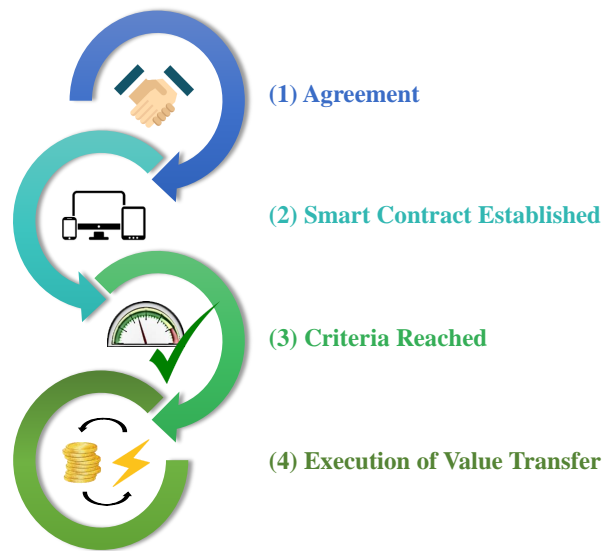 (1) Agreement
(2) Smart Contract Established
(3) Criteria Reached
(4) Execution of Value Transfer